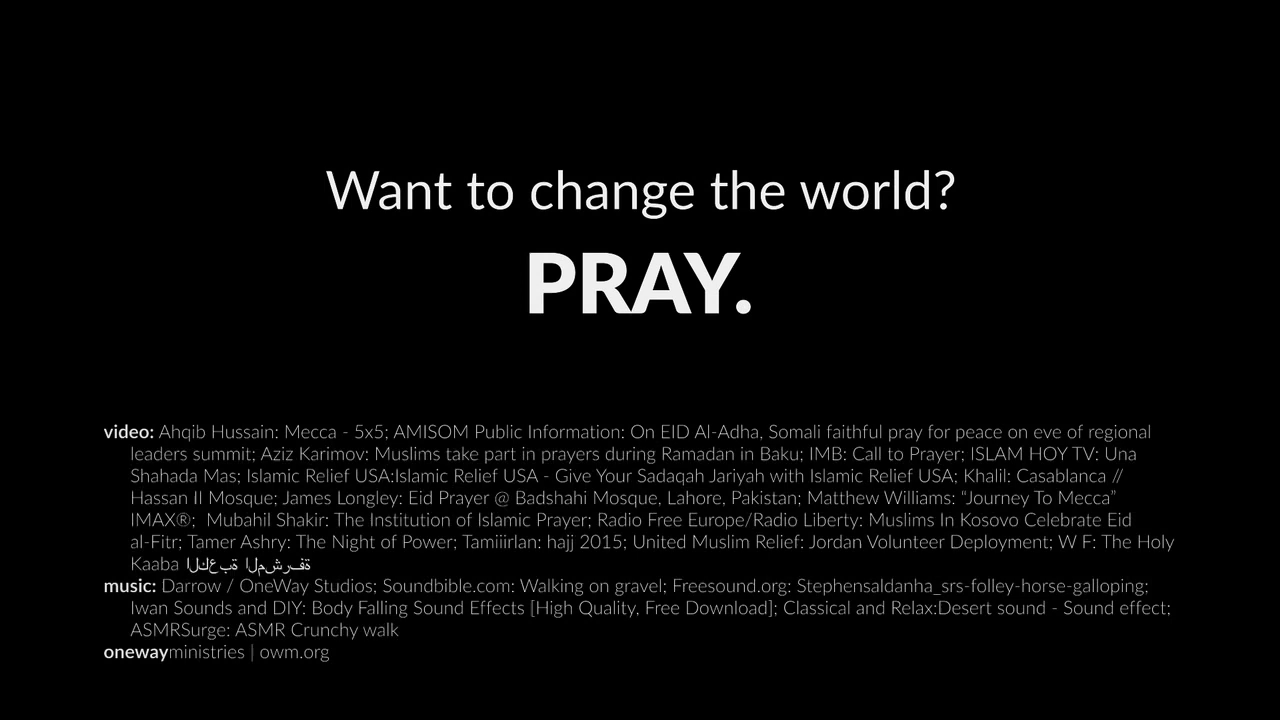 Want to change the world?
PRAY.
video: Ahqib Hussain: Mecca - 5x5; AMISOM Public Information: On EID Al-Adha, Somali faithful pray for peace on eve of regional
leaders summit; Aziz Karimov: Muslims take part in prayers during Ramadan in Baku; IMB: Call to Prayer; ISLAM HOY TV: Una
Shahada Mas; Islamic Relief USA:Islamic Relief USA - Give Your Sadaqah Jariyah with Islamic Relief USA; Khalil: Casablanca //
Hassan II Mosque; James Longley: Eid Prayer @ Badshahi Mosque, Lahore, Pakistan; Matthew Williams: “Journey To Mecca”
IMAX®;  Mubahil Shakir: The Institution of Islamic Prayer; Radio Free Europe/Radio Liberty: Muslims In Kosovo Celebrate Eid
al-Fitr; Tamer Ashry: The Night of Power; Tamiiirlan: hajj 2015; United Muslim Relief: Jordan Volunteer Deployment; W F: The Holy
Kaaba الكعبة المشرفة
music: Darrow / OneWay Studios; Soundbible.com: Walking on gravel; Freesound.org: Stephensaldanha_srs-folley-horse-galloping;
Iwan Sounds and DIY: Body Falling Sound Effects [High Quality, Free Download]; Classical and Relax:Desert sound - Sound effect;
ASMRSurge: ASMR Crunchy walk
onewayministries | owm.org